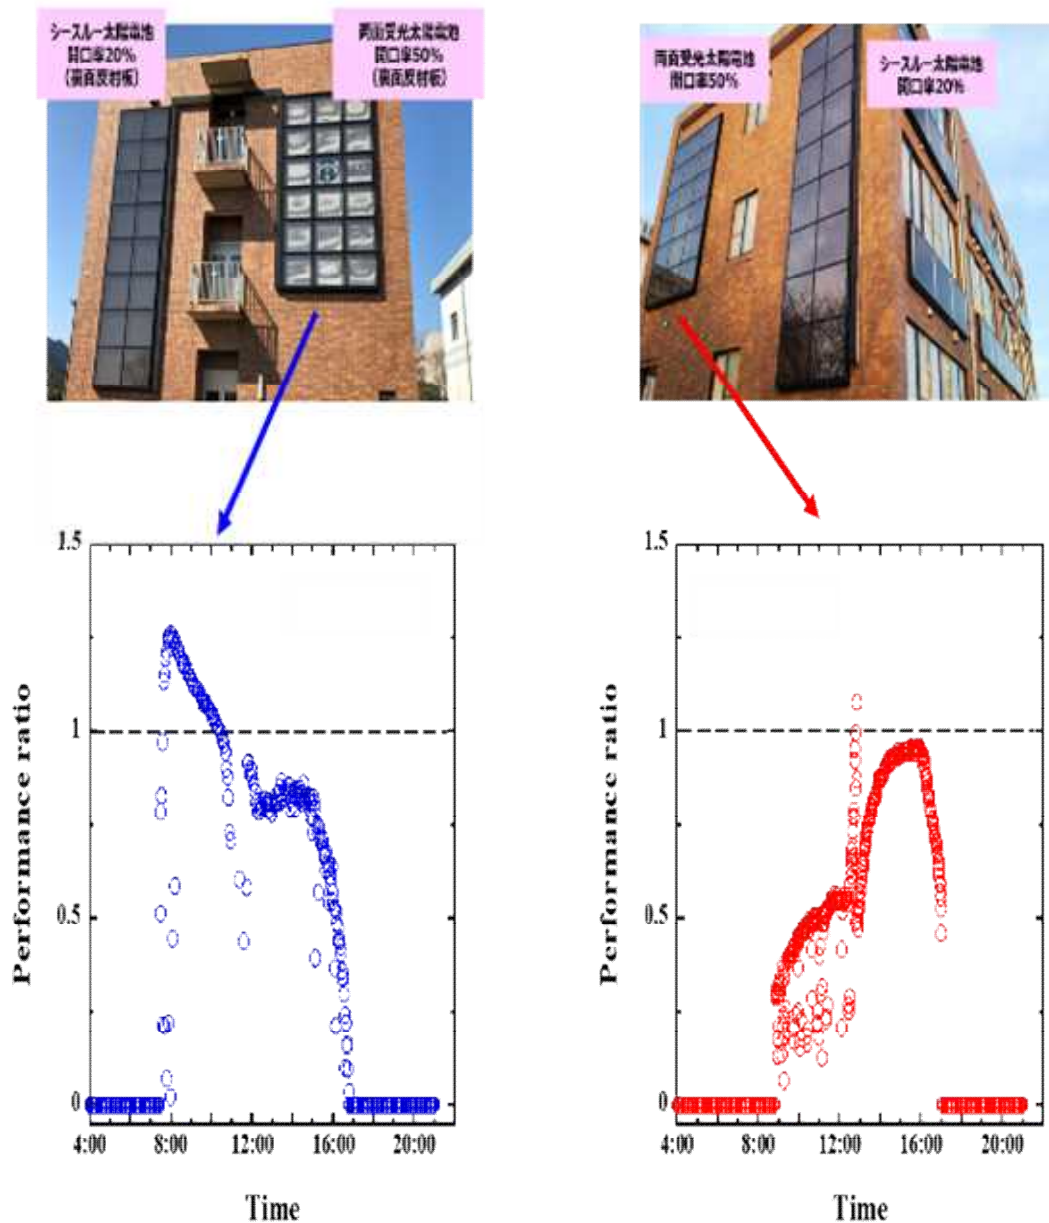 シースルー太陽電池
開口率20%
(裏面反射板)
両面受光太陽電池
開口率50%
(裏面反射板)
両面受光太陽電池
開口率50%
シースルー太陽電池
開口率20%
1.5
1
0.5
0
Performance ratio
4:00 8:00 12:00 16:00 20:00
Time
1.5
1
0.5
0
Performance ratio
4:00 8:00 12:00 16:00 20:00
Time